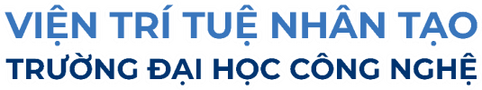 VIỆN TRÍ TUỆ NHÂN TẠO
TRƯỜNG ĐẠI HỌC CÔNG NGHỆ